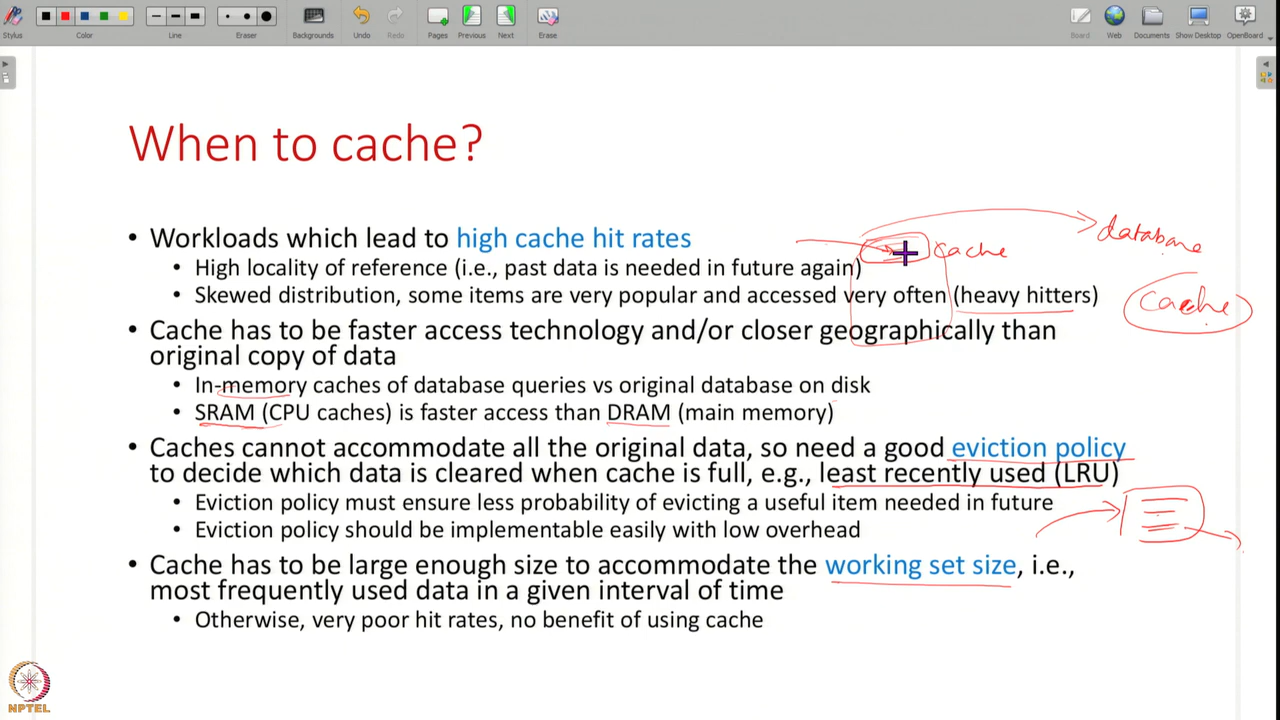 Stylus
Color
Line
Eraser
Backgrounds
Undo
Redo
Pages
Previous
Next
Erase
Board
Web
Documents
Show Desktop
OpenBoard
When to cache?
• Workloads which lead to high cache hit rates
• High locality of reference (i.e., past data is needed in future again)
• Skewed distribution, some items are very popular and accessed very often (heavy hitters)
• Cache has to be faster access technology and/or closer geographically than
original copy of data
• In-memory caches of database queries vs original database on disk
• SRAM (CPU caches) is faster access than DRAM (main memory)
• Caches cannot accommodate all the original data, so need a good eviction policy
to decide which data is cleared when cache is full, e.g., least recently used (LRU)
• Eviction policy must ensure less probability of evicting a useful item needed in future
• Eviction policy should be implementable easily with low overhead
• Cache has to be large enough size to accommodate the working set size, i.e.,
most frequently used data in a given interval of time
• Otherwise, very poor hit rates, no benefit of using cache
database
cache
cache
NPTEL